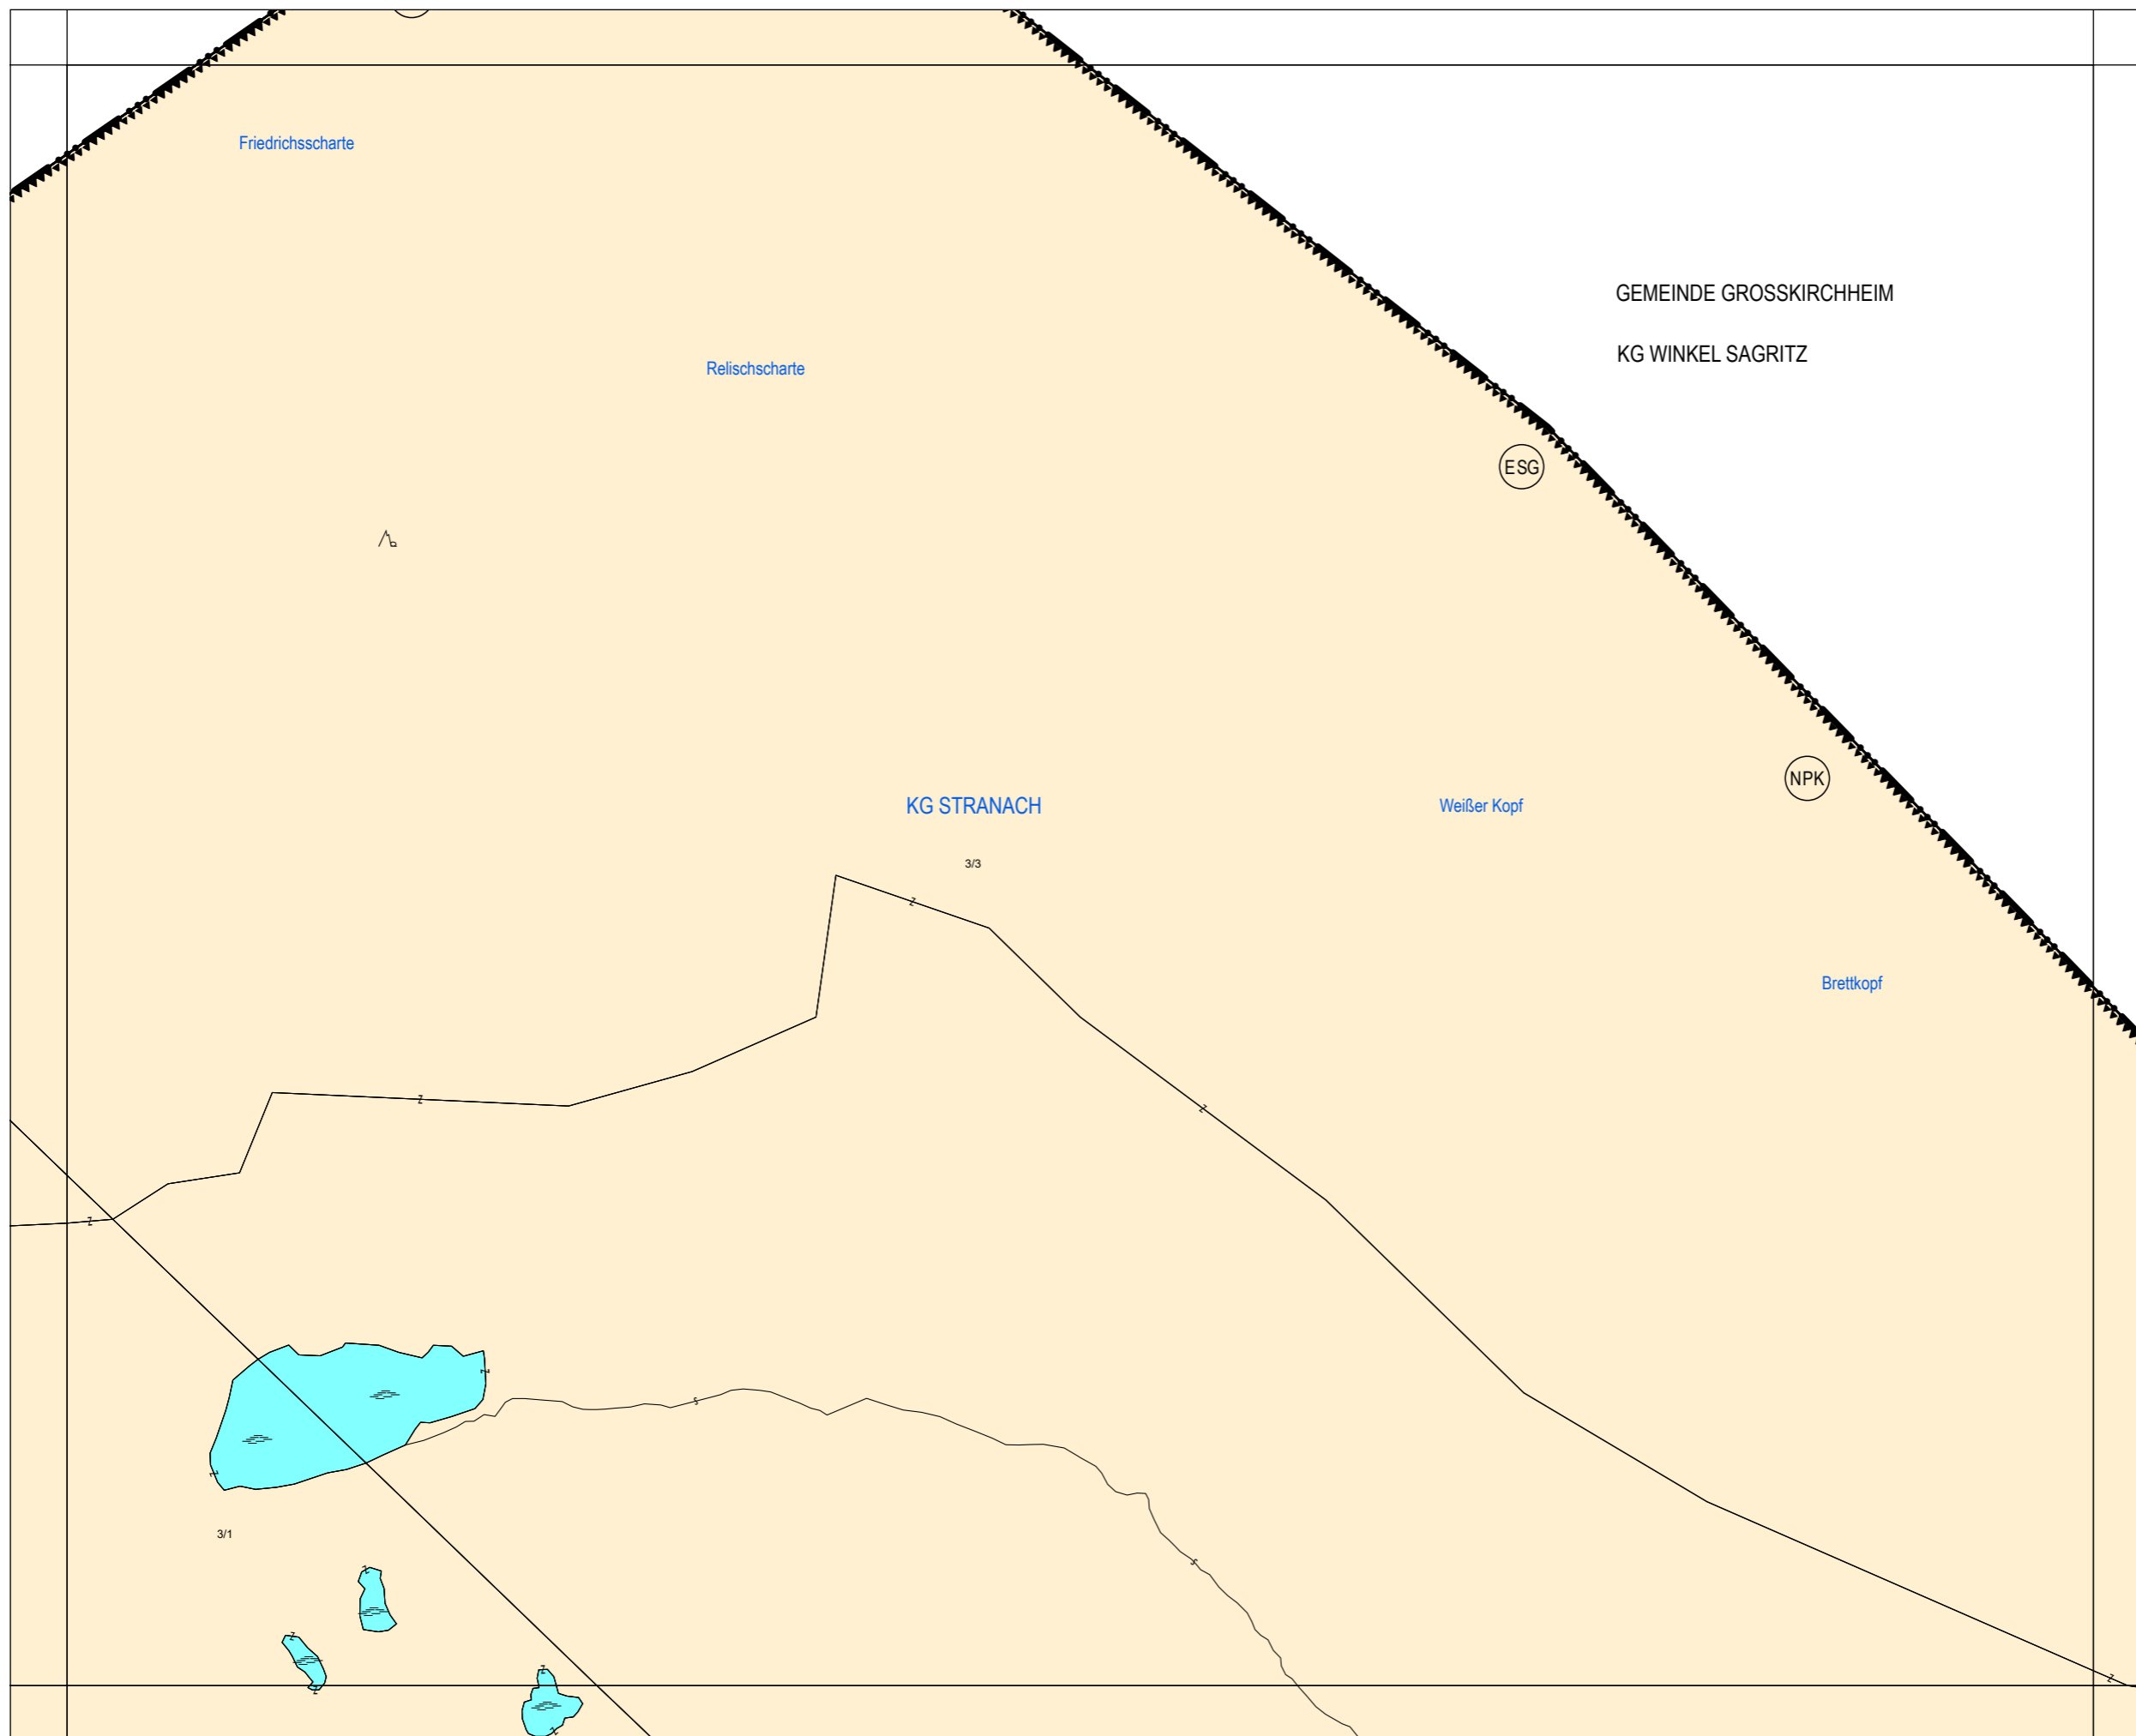 Friedrichsscharte
GEMEINDE GROSSKIRCHHEIM
KG WINKEL SAGRITZ
Relischscharte
ESG
NPK
KG STRANACH
Weißer Kopf
3/3
z
Brettkopf
z
z
z
z
s
z
3/1
s
z
z
z
z
z
z